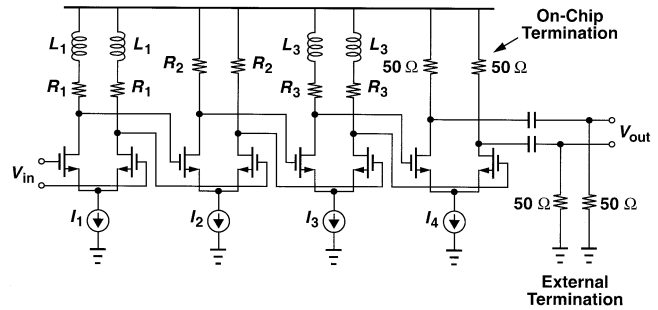 On-Chip
Termination
L1 L1 L3 L3
R2 R2 50 Ω 50 Ω
R1 R1 R3 R3
Vin Vout
I1 I2 I3 I4
50 Ω 50 Ω
External
Termination